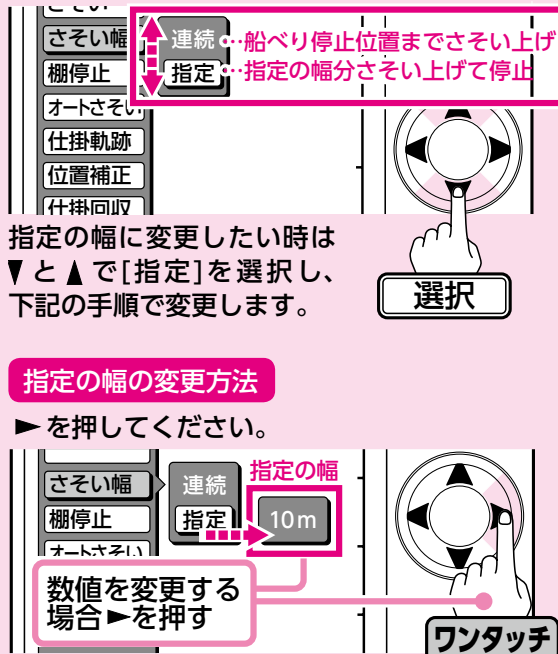 さそい幅
連続…船べり停止位置までさそい上げ
指定…指定の幅分さそい上げて停止
棚停止
オートさそい
仕掛軌跡
位置補正
仕掛回収
指定の幅に変更したい時は
▼と▲で[指定]を選択し、
下記の手順で変更します。
選択
指定の幅の変更方法
►を押してください。
指定の幅
さそい幅
連続
棚停止
指定
10m
オートさそい
数値を変更する
場合►を押す
ワンタッチ